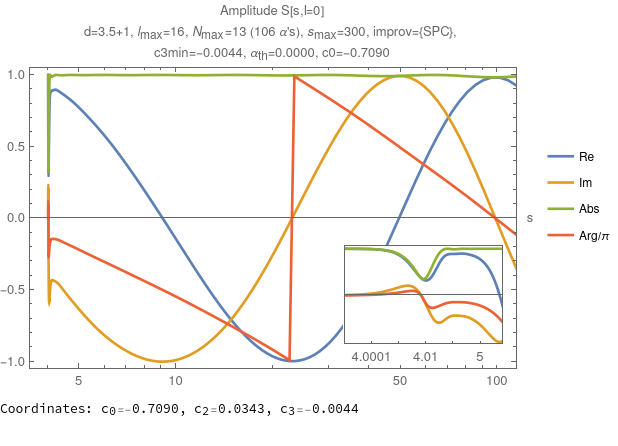 Amplitude S[s,l=0]
d=3.5+1, lmax=16, Nmax=13 (106 α's), smax=300, improv={SPC},
c3min=−0.0044, αth=0.0000, c0=−0.7090
1.0
0.5
0.0
−0.5
−1.0
5
10
50
100
s
4.0001
4.01
5
Re
Im
Abs
Arg/π
Coordinates: c0=−0.7090, c2=0.0343, c3=−0.0044